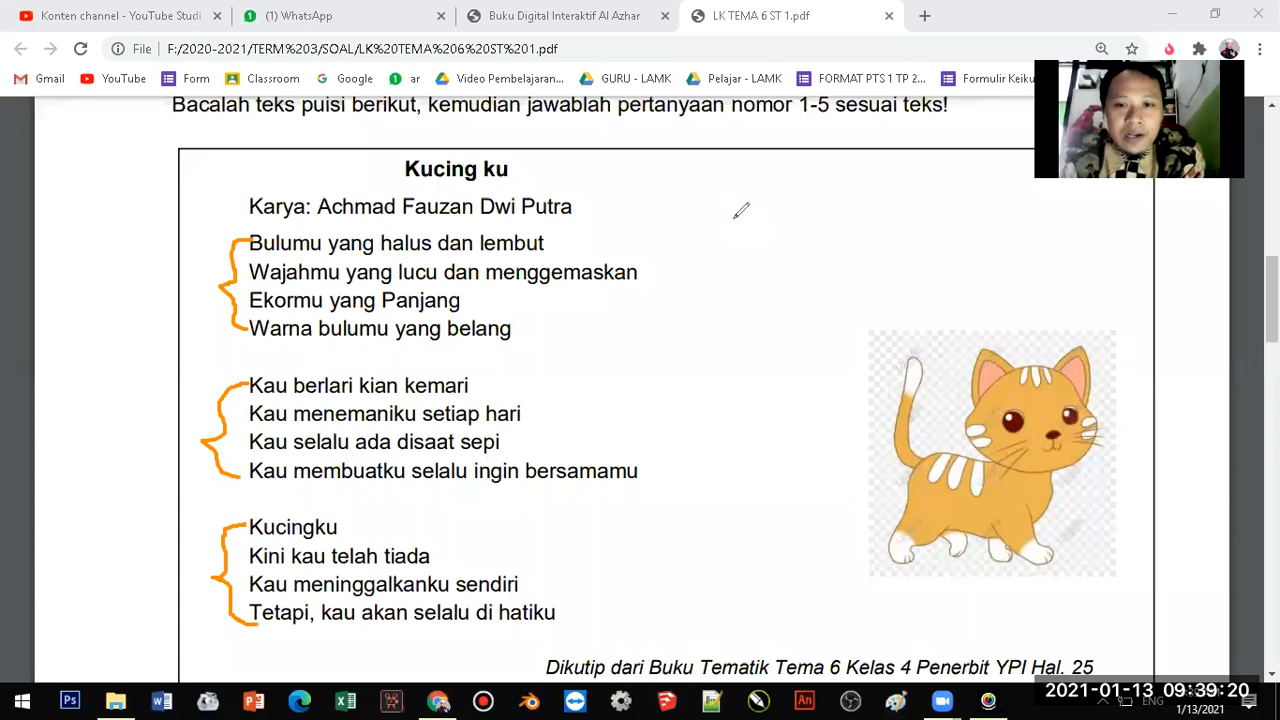 Konten channel - YouTube Studi
(1) WhatsApp
Buku Digital Interaktif Al Azhar
LK TEMA 6 ST 1.pdf
File
F:/2020-2021/TERM%203/SOAL/LK%20TEMA%206%20ST%201.pdf
Gmail
YouTube
Form
Classroom
Google
ar
Video Pembelajaran...
GURU - LAMK
Pelajar - LAMK
FORMAT PTS 1 TP 2...
Formulir Keiku
Bacalah teks puisi berikut, kemudian jawablah pertanyaan nomor 1-5 sesuai teks!
Kucing ku
Karya: Achmad Fauzan Dwi Putra
Bulumu yang halus dan lembut
Wajahmu yang lucu dan menggemaskan
Ekormu yang Panjang
Warna bulumu yang belang
Kau berlari kian kemari
Kau menemaniku setiap hari
Kau selalu ada disaat sepi
Kau membuatku selalu ingin bersamamu
Kucingku
Kini kau telah tiada
Kau meninggalkanku sendiri
Tetapi, kau akan selalu di hatiku
Dikutip dari Buku Tematik Tema 6 Kelas 4 Penerbit YPI Hal. 25
2021-01-13 09:39:20
ENG
1/13/2021